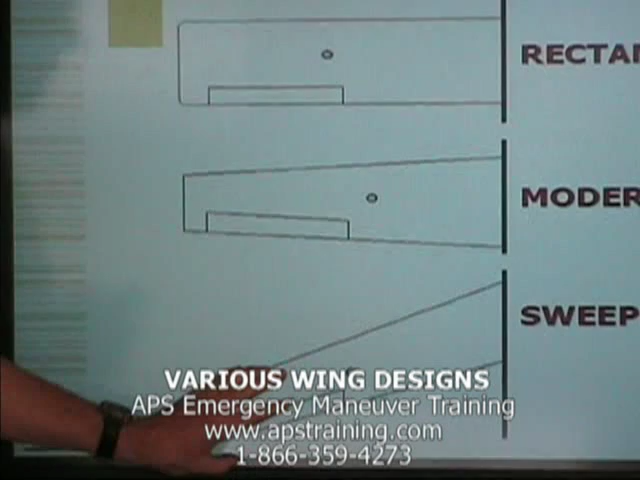 RECTAN
MODER
SWEEP
VARIOUS WING DESIGNS
APS Emergency Maneuver Training
www.apstraining.com
1-866-359-4273